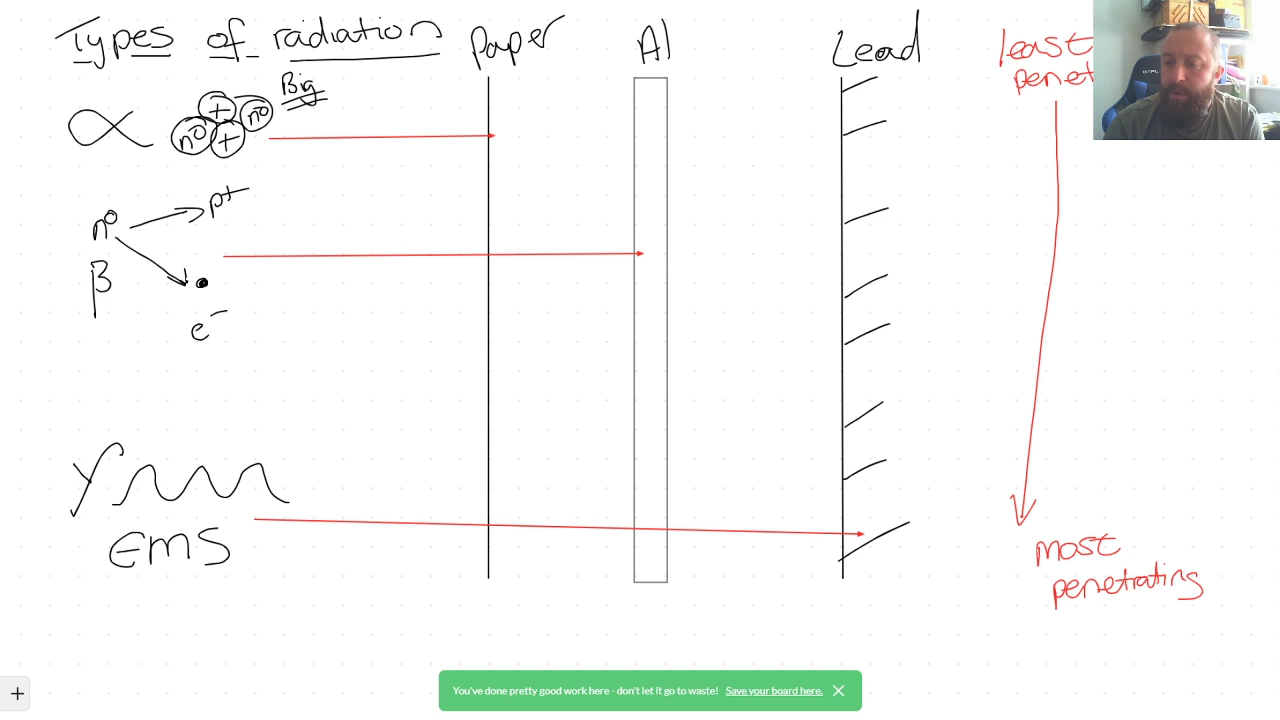 Types of radiation
Paper
Al
Lead
least
penet
Big
α
+
n⁰
n⁰
+
n⁰
p+
β
e⁻
γ
EMS
most
penetrating
You've done pretty good work here - don't let it go to waste! Save your board here.